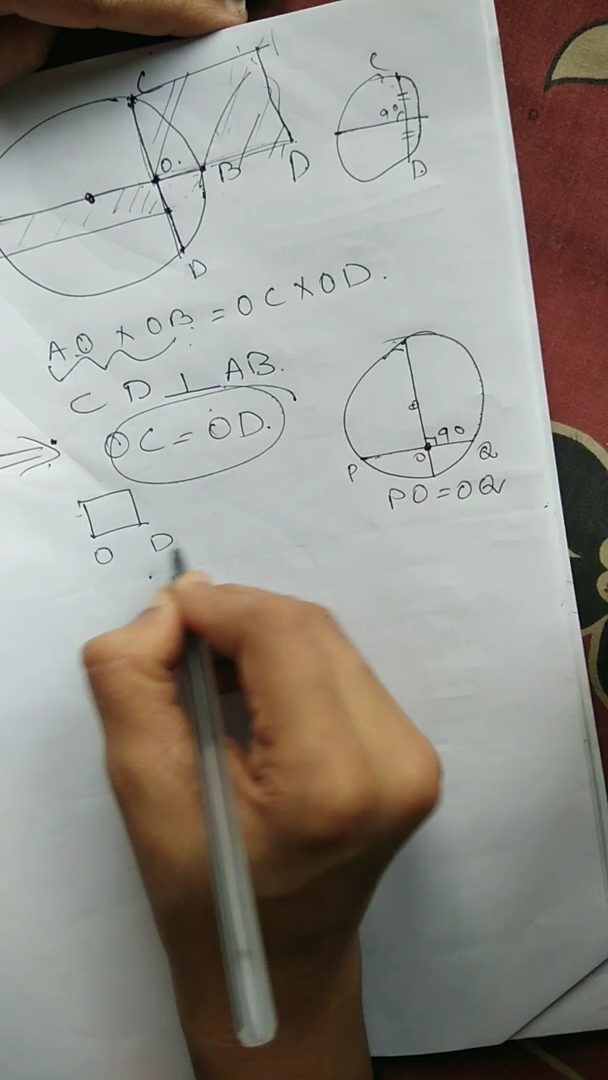 C
O.
B
D
D
C
90
D
AO X OB = OC X OD.
CD ⊥ AB.
OC = OD.
90
P
O
Q
PO = OQ
O D